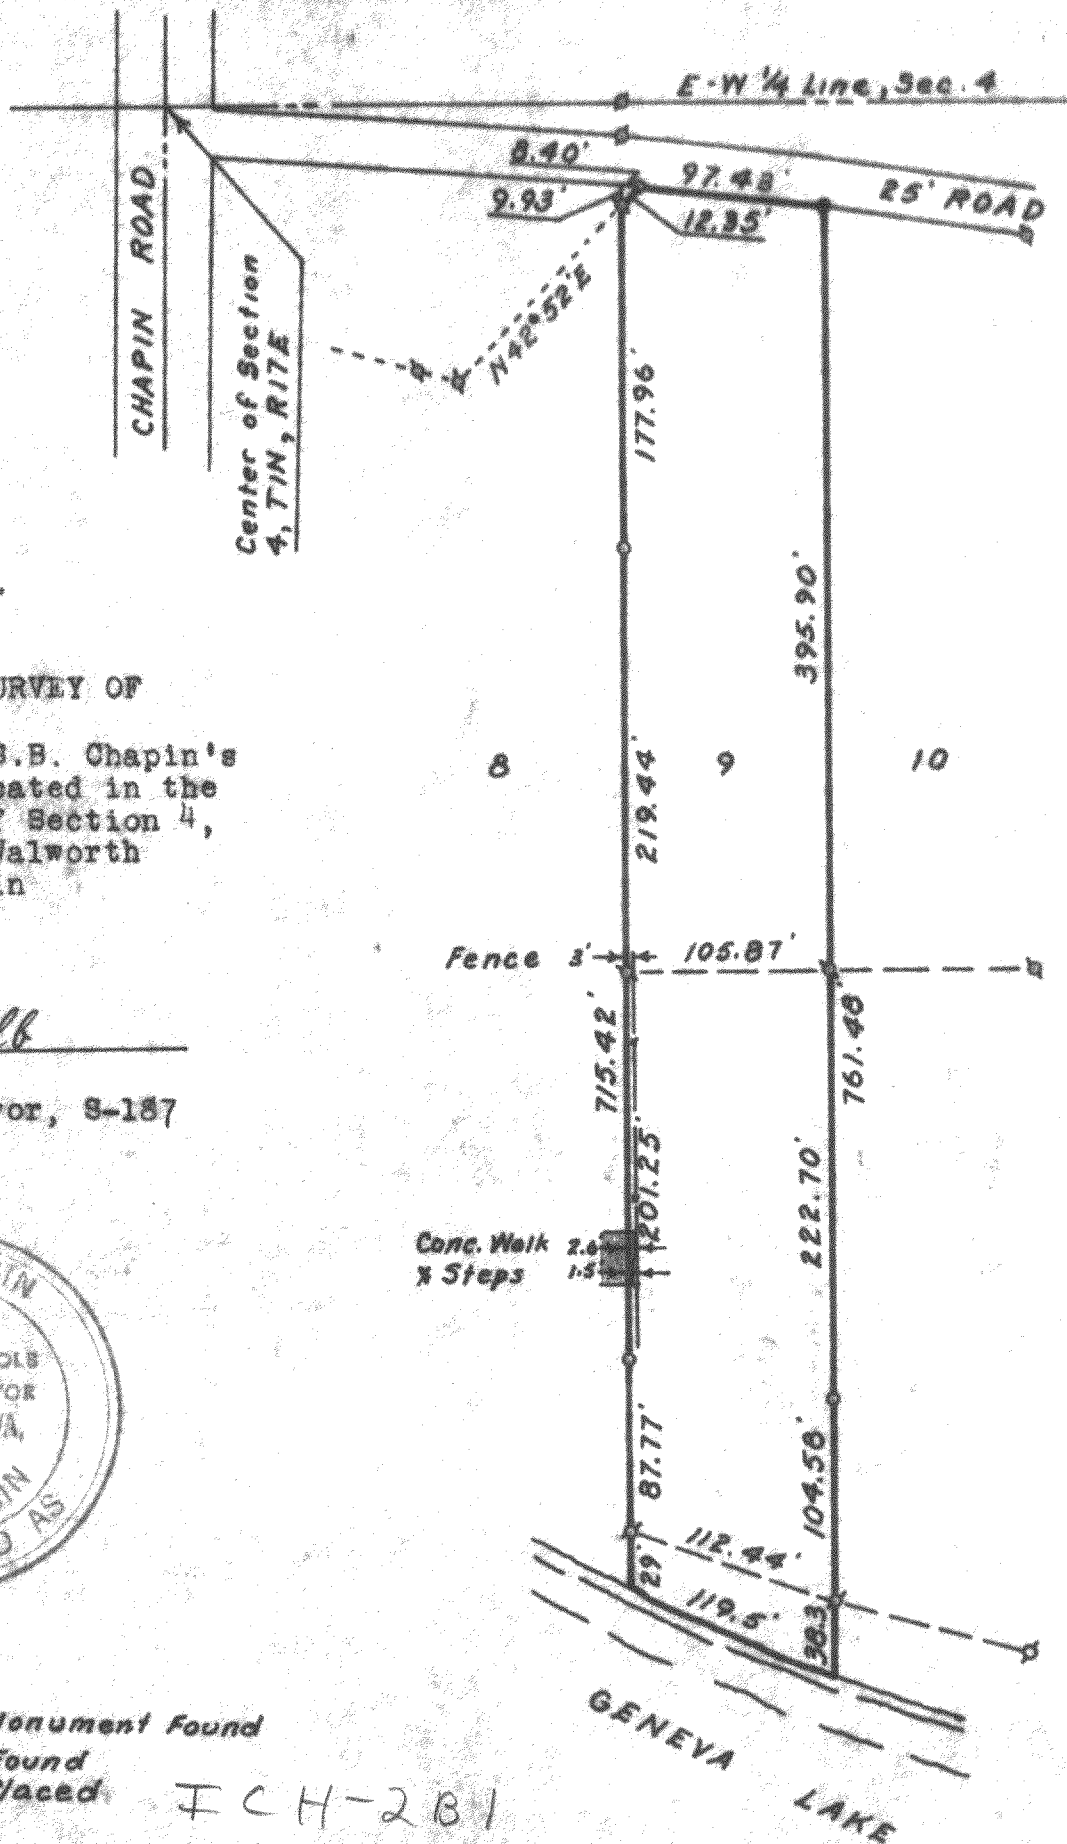 E-W 1/4 Line, Sec. 4
8.40'
97.48'
25' ROAD
9.93'
12.35'
N42°52'E
CHAPIN ROAD
Center of Section
4, T1N, R17E
177.96'
395.90'
URVEY OF
.B. Chapin's
cated in the
Section 4,
Walworth
in
8
9
10
219.44'
Fence 3'
105.87'
715.42'
761.48'
or, S-187
201.25'
222.70'
Conc. Walk
& Steps 1.5
87.77'
104.58'
112.44'
29'
119.5'
38.3
GENEVA LAKE
Monument Found
Found
Placed
ICH-2B1